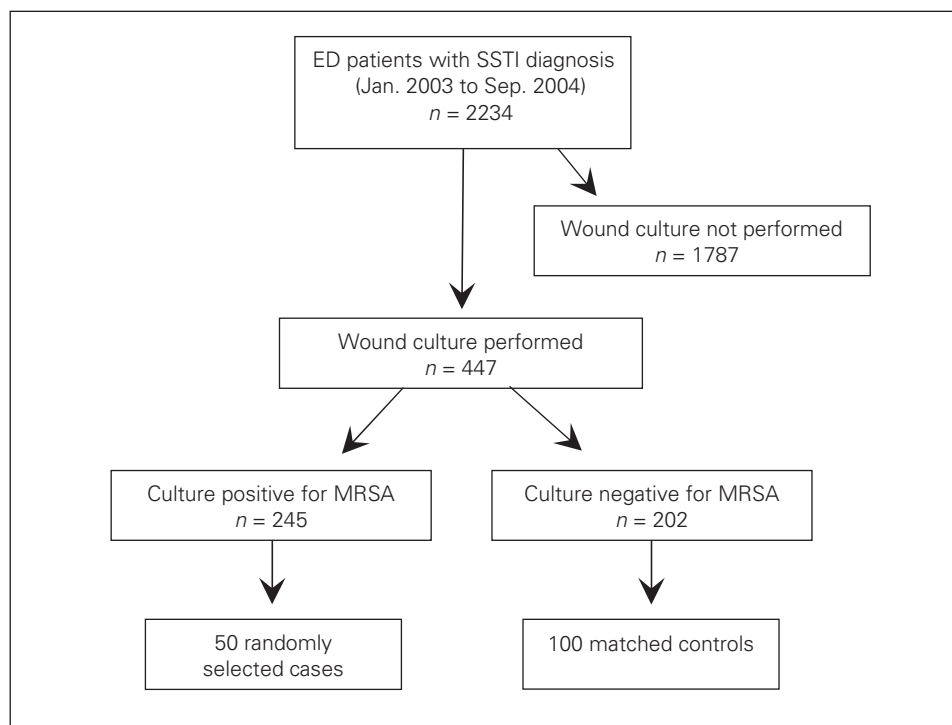 ED patients with SSTI diagnosis
(Jan. 2003 to Sep. 2004)
n = 2234
Wound culture not performed
n = 1787
Wound culture performed
n = 447
Culture positive for MRSA
n = 245
Culture negative for MRSA
n = 202
50 randomly
selected cases
100 matched controls